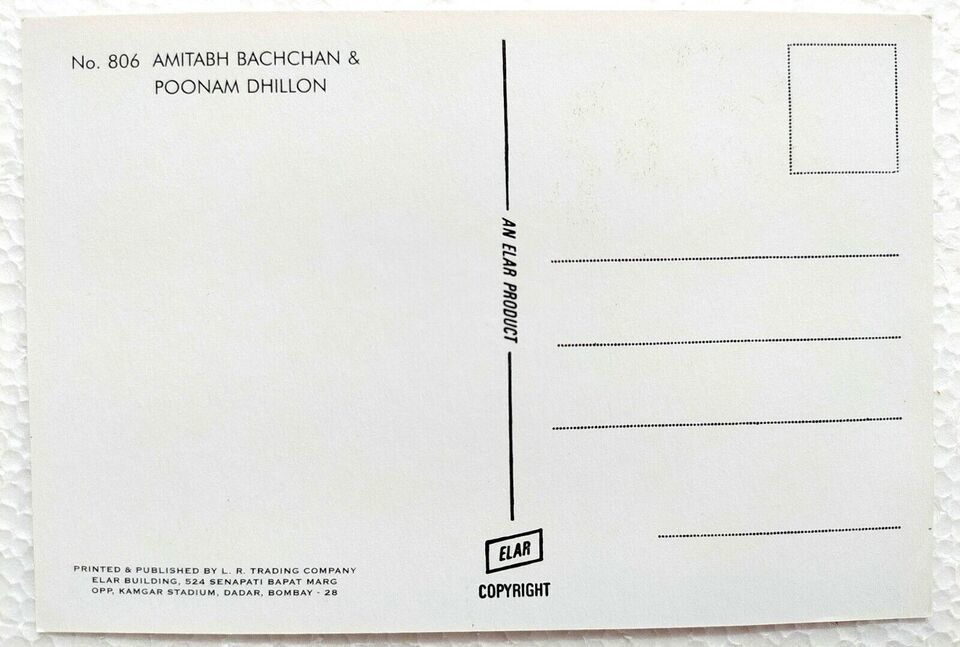 No. 806 AMITABH BACHCHAN &
POONAM DHILLON
AN ELAR PRODUCT
PRINTED & PUBLISHED BY L. R. TRADING COMPANY
ELAR BUILDING, 524 SENAPATI BAPAT MARG
OPP, KAMGAR STADIUM, DADAR, BOMBAY - 28
ELAR
COPYRIGHT